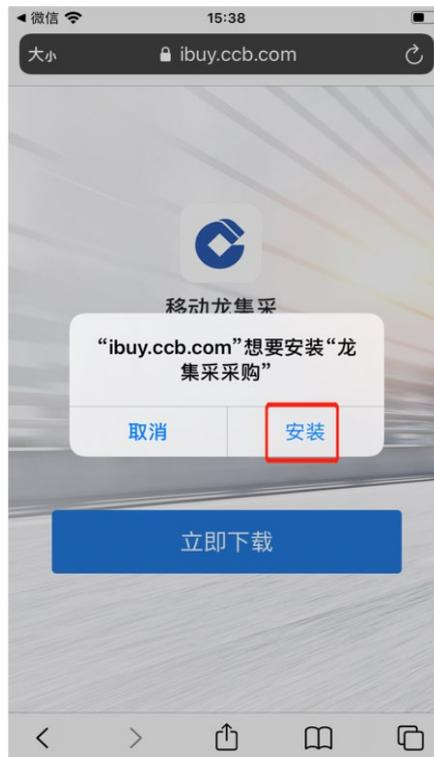 微信
15:38
大小
ibuy.ccb.com
移动龙集采
“ibuy.ccb.com”想要安装“龙
集采采购”
取消
安装
立即下载